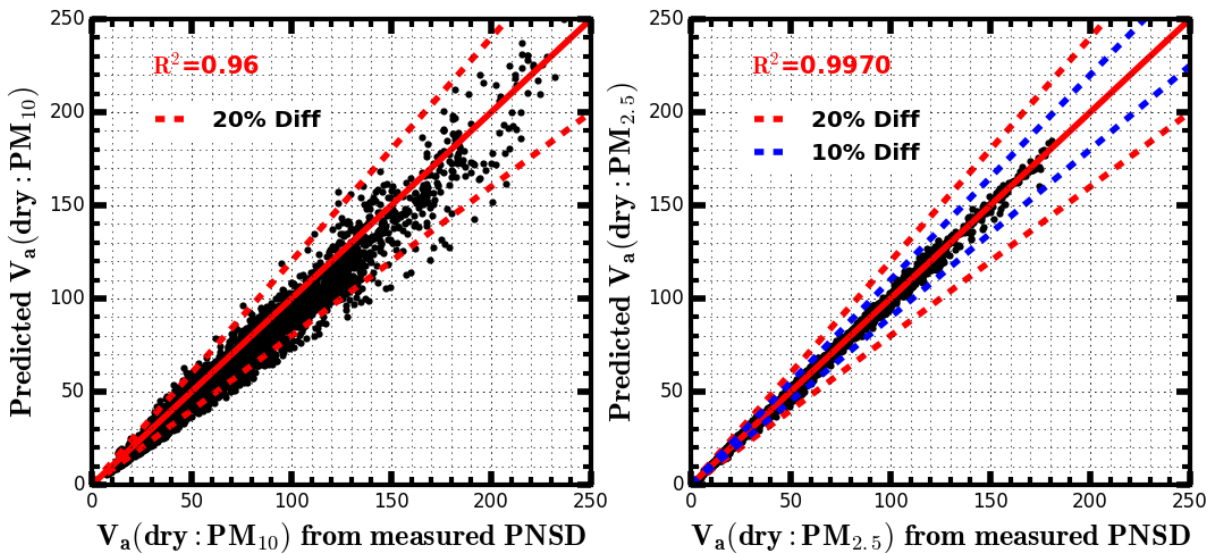 250
200
150
100
50
0
R²=0.96
20% Diff
Predicted Vₐ(dry : PM₁₀)
0 50 100 150 200 250
Vₐ(dry : PM₁₀) from measured PNSD
250
200
150
100
50
0
R²=0.9970
20% Diff
10% Diff
Predicted Vₐ(dry : PM₂.₅)
0 50 100 150 200 250
Vₐ(dry : PM₂.₅) from measured PNSD